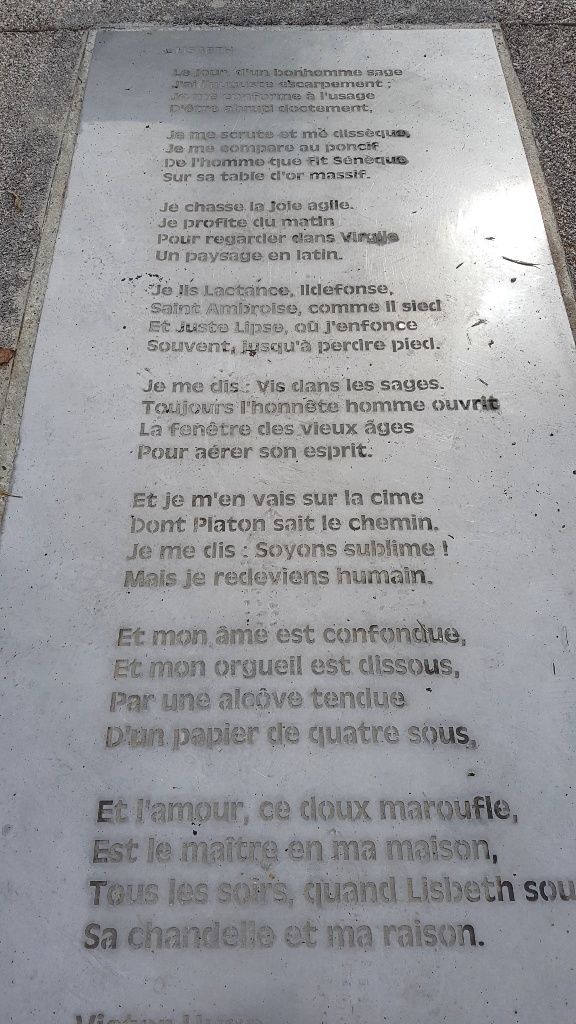 LISBETH
Le jour, d'un bonhomme sage
J'ai l'auguste escarpement ;
Je me conforme à l'usage
D'être abruti doctement,
Je me scrute et me dissèque,
Je me compare au poncif
De l'homme que fit Sénèque
Sur sa table d'or massif.
Je chasse la joie agile.
Je profite du matin
Pour regarder dans Virgile
Un paysage en latin.
Je lis Lactance, Ildefonse,
Saint Ambroise, comme il sied
Et Juste Lipse, où j'enfonce
Souvent, jusqu'à perdre pied.
Je me dis : Vis dans les sages.
Toujours l'honnête homme ouvrit
La fenêtre des vieux âges
Pour aérer son esprit.
Et je m'en vais sur la cime
Dont Platon sait le chemin.
Je me dis : Soyons sublime !
Mais je redeviens humain.
Et mon âme est confondue,
Et mon orgueil est dissous,
Par une alcôve tendue
D'un papier de quatre sous,
Et l'amour, ce doux maroufle,
Est le maître en ma maison,
Tous les soirs, quand Lisbeth sou
Sa chandelle et ma raison.
Victor Hugo